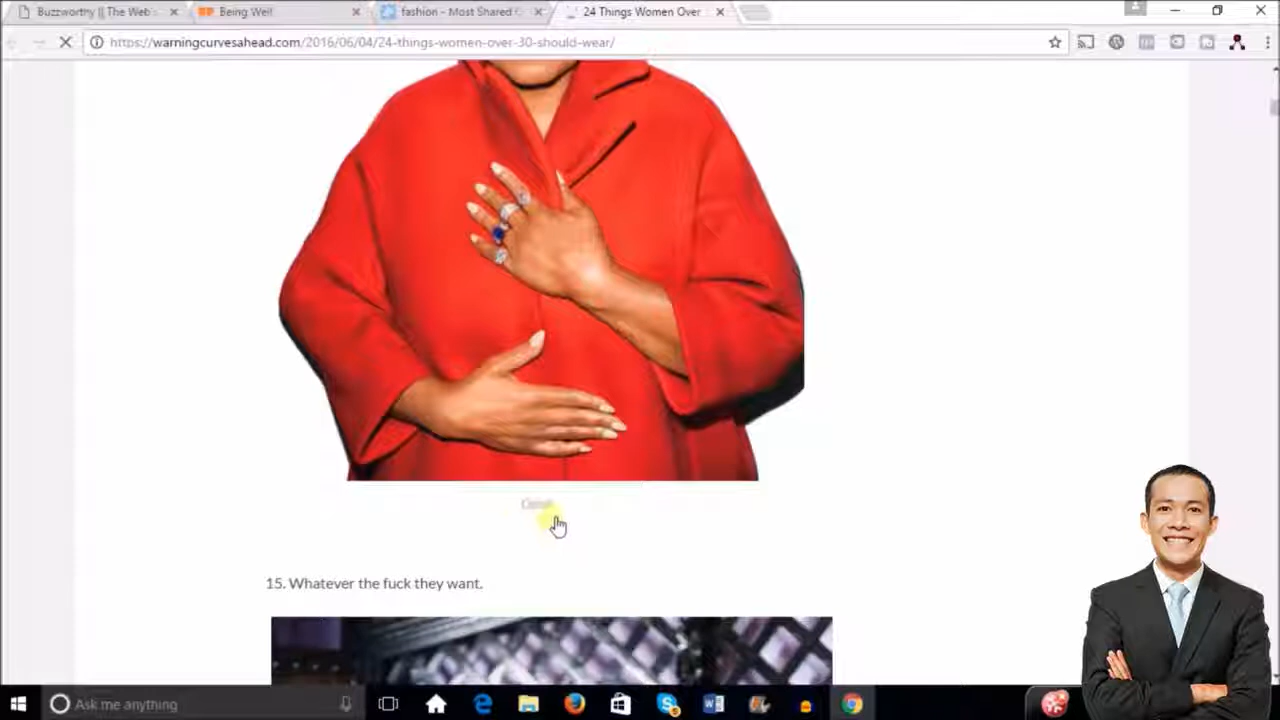 Buzzworthy || The Web
Being Well
fashion - Most Shared
24 Things Women Over
https://warningcurvesahead.com/2016/06/04/24-things-women-over-30-should-wear/
15. Whatever the fuck they want.
Ask me anything